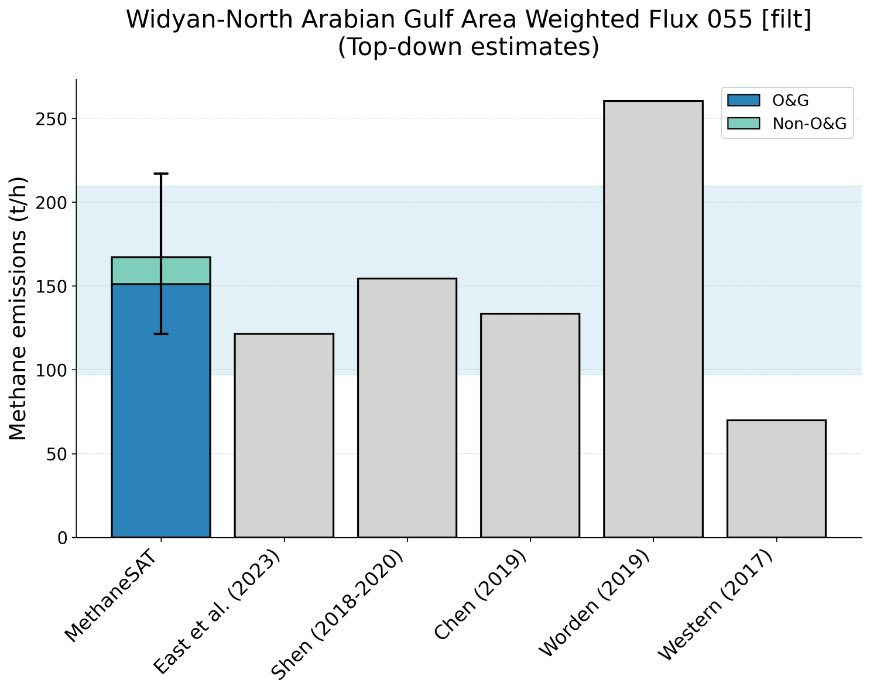 Widyan-North Arabian Gulf Area Weighted Flux 055 [filt]
(Top-down estimates)
O&G
Non-O&G
Methane emissions (t/h)
250
200
150
100
50
0
MethaneSAT
East et al. (2023)
Shen (2018-2020)
Chen (2019)
Worden (2019)
Western (2017)